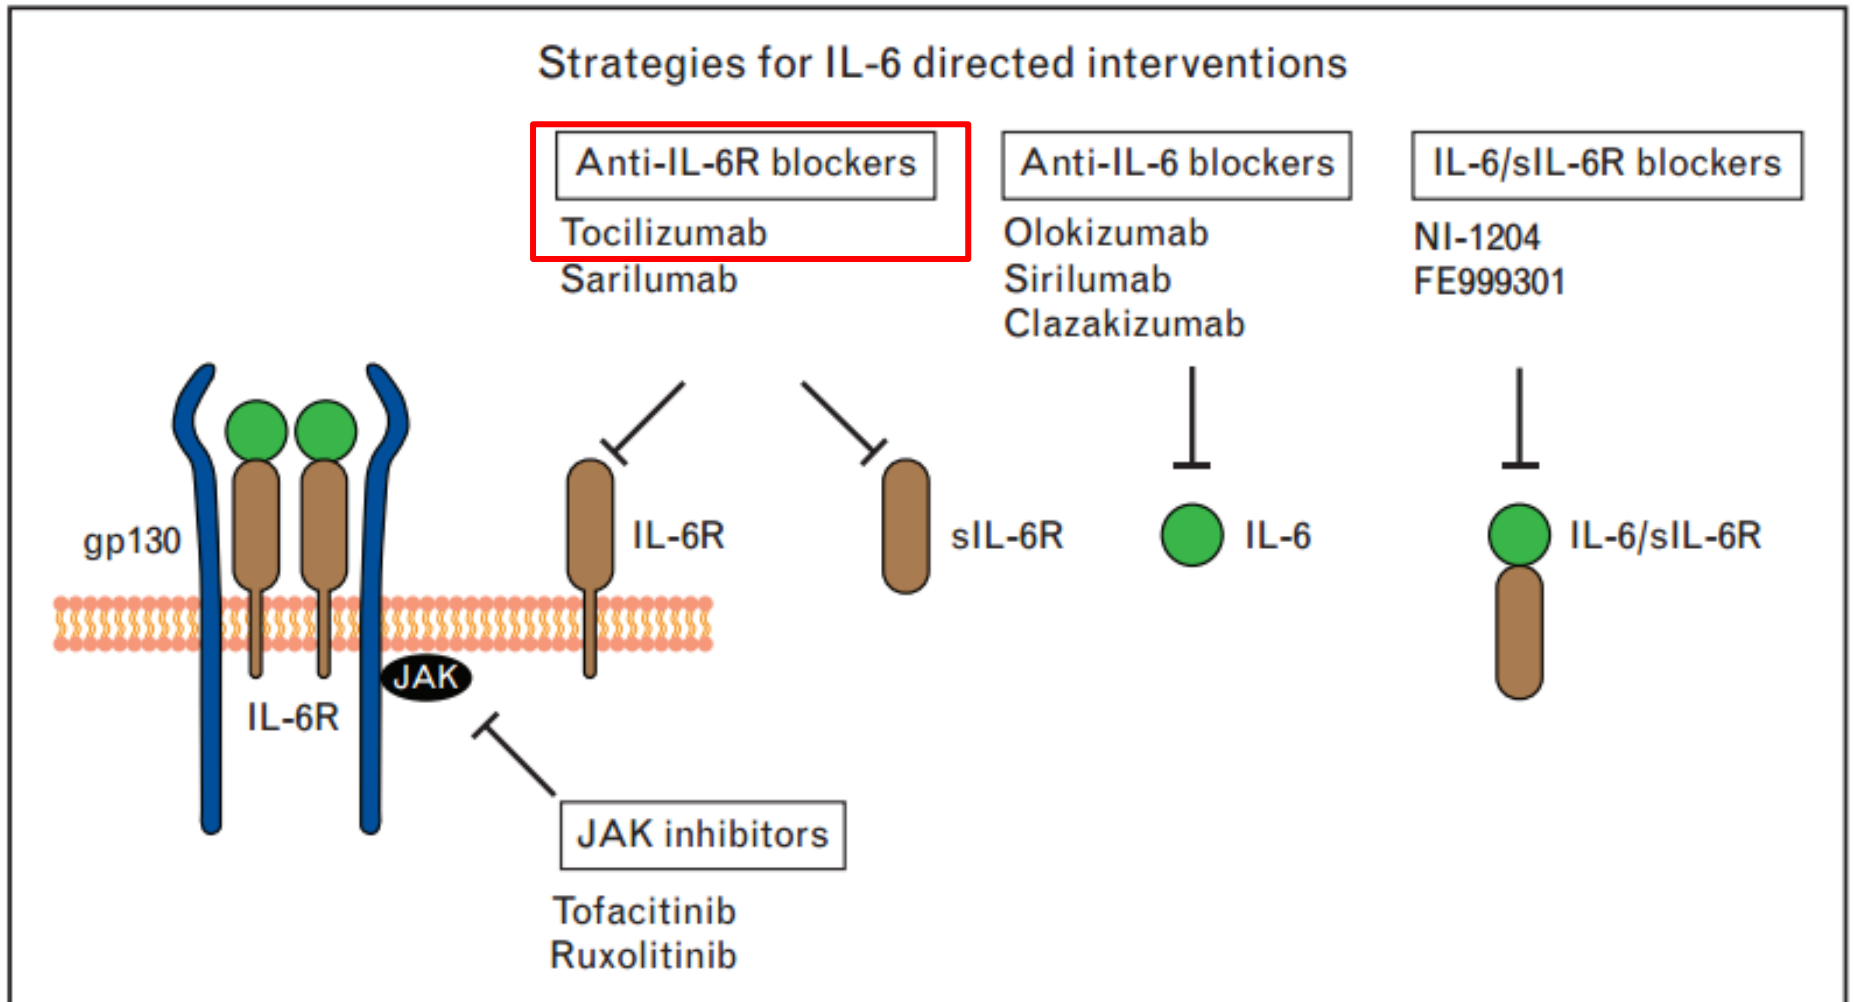 Strategies for IL-6 directed interventions
Anti-IL-6R blockers
Tocilizumab
Sarilumab
Anti-IL-6 blockers
Olokizumab
Sirilumab
Clazakizumab
IL-6/sIL-6R blockers
NI-1204
FE999301
gp130
IL-6R
sIL-6R
IL-6
IL-6/sIL-6R
JAK
IL-6R
JAK inhibitors
Tofacitinib
Ruxolitinib